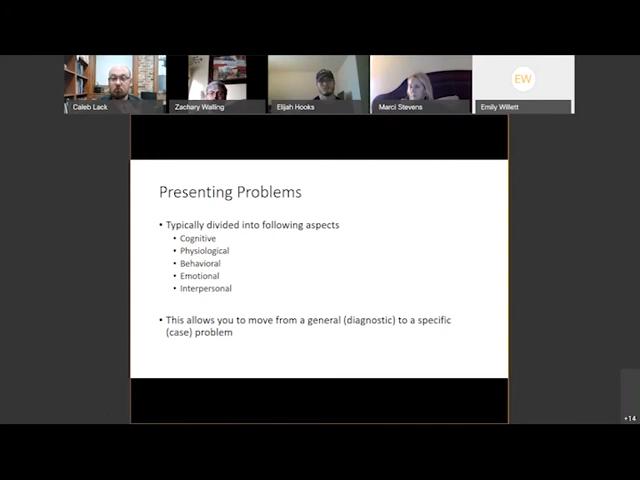 EW
Caleb Lack
Zachary Walling
Elijah Hooks
Marci Stevens
Emily Willett
Presenting Problems
• Typically divided into following aspects
• Cognitive
• Physiological
• Behavioral
• Emotional
• Interpersonal
• This allows you to move from a general (diagnostic) to a specific
(case) problem
+14